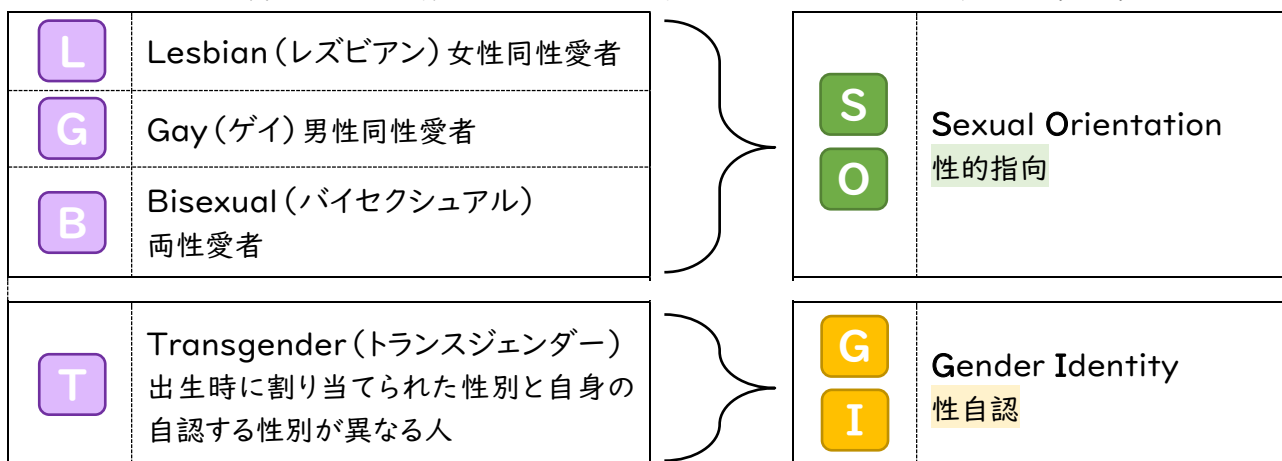 L
Lesbian（レズビアン）女性同性愛者
G
Gay（ゲイ）男性同性愛者
B
Bisexual（バイセクシュアル）
両性愛者
S
O
Sexual Orientation
性的指向
T
Transgender（トランスジェンダー）
出生時に割り当てられた性別と自身の
自認する性別が異なる人
G
I
Gender Identity
性自認